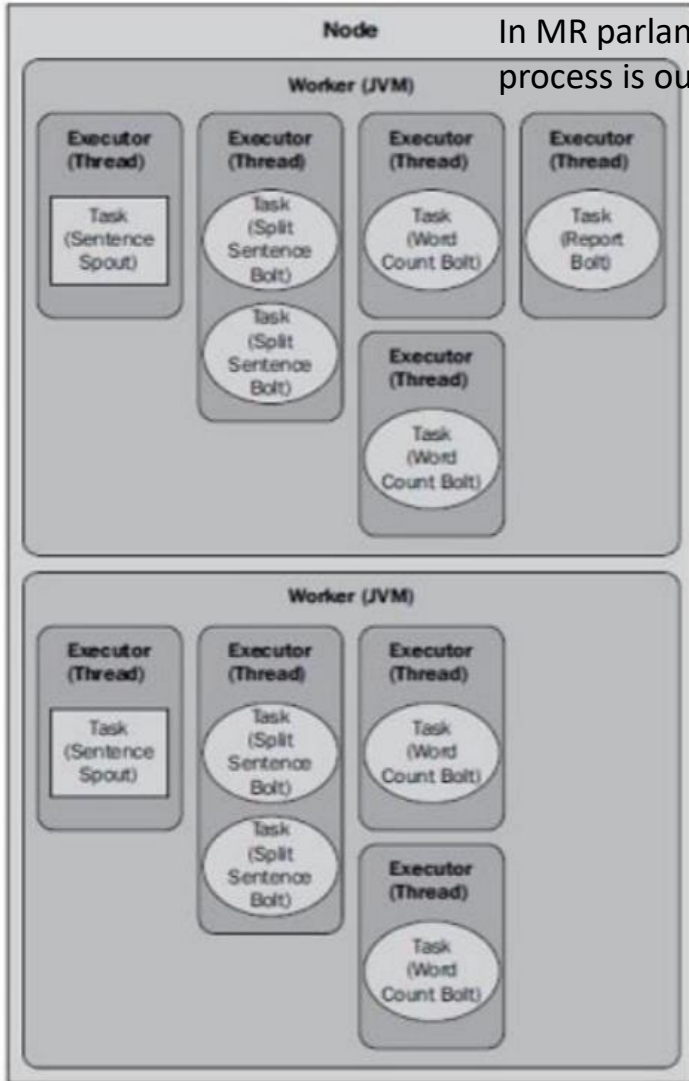 Node
In MR parlan
process is ou
Worker (JVM)
Executor
(Thread)
Task
(Sentence
Spout)
Executor
(Thread)
Task
(Split
Sentence
Bolt)
Task
(Split
Sentence
Bolt)
Executor
(Thread)
Task
(Word
Count Bolt)
Executor
(Thread)
Task
(Report
Bolt)
Executor
(Thread)
Task
(Word
Count Bolt)
Worker (JVM)
Executor
(Thread)
Task
(Sentence
Spout)
Executor
(Thread)
Task
(Split
Sentence
Bolt)
Task
(Split
Sentence
Bolt)
Executor
(Thread)
Task
(Word
Count Bolt)
Executor
(Thread)
Task
(Word
Count Bolt)